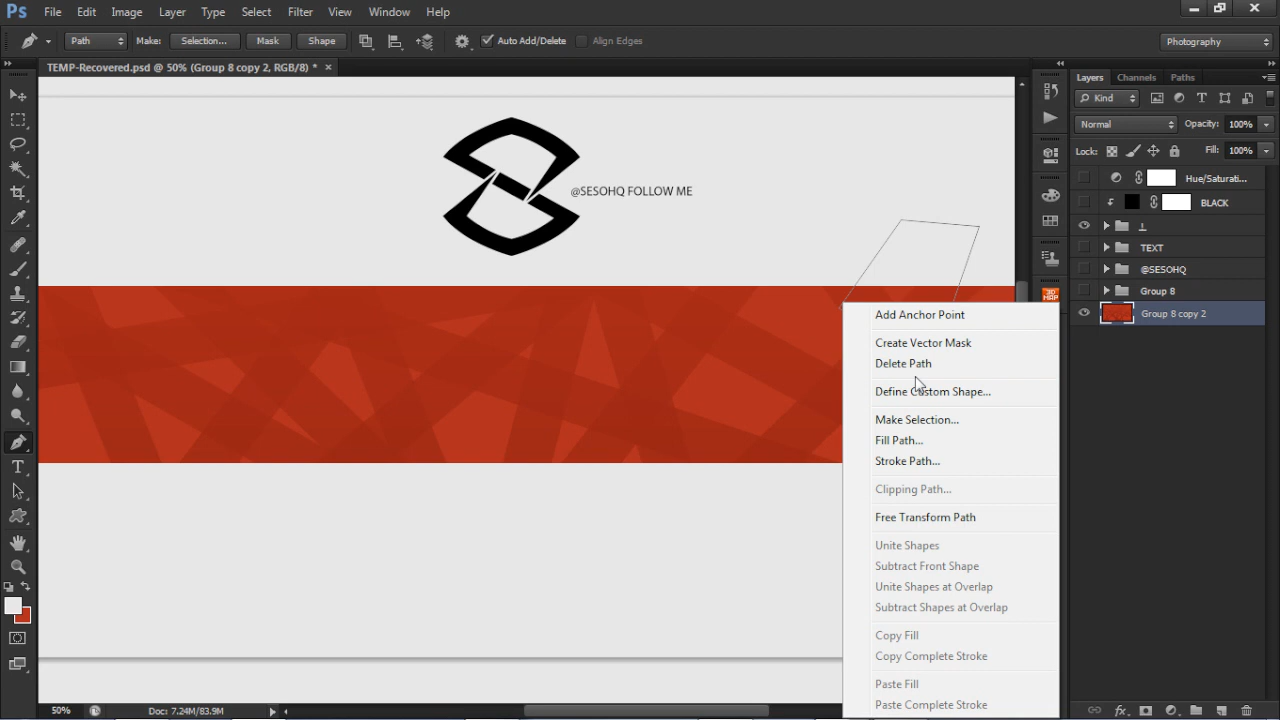 Ps File Edit Image Layer Type Select Filter View Window Help
Path Make: Selection... Mask Shape Auto Add/Delete Align Edges Photography
TEMP-Recovered.psd @ 50% (Group 8 copy 2, RGB/8) * ×
Layers Channels Paths
Kind
Normal Opacity: 100%
Lock: Fill: 100%
Hue/Saturati...
BLACK
@SESOHQ FOLLOW ME
TEXT
@SESOHQ
Group 8
Group 8 copy 2
3D
MAP
Add Anchor Point
Create Vector Mask
Delete Path
Define Custom Shape...
Make Selection...
Fill Path...
Stroke Path...
Clipping Path...
Free Transform Path
Unite Shapes
Subtract Front Shape
Unite Shapes at Overlap
Subtract Shapes at Overlap
Copy Fill
Copy Complete Stroke
Paste Fill
Paste Complete Stroke
50% Doc: 7.24M/83.9M